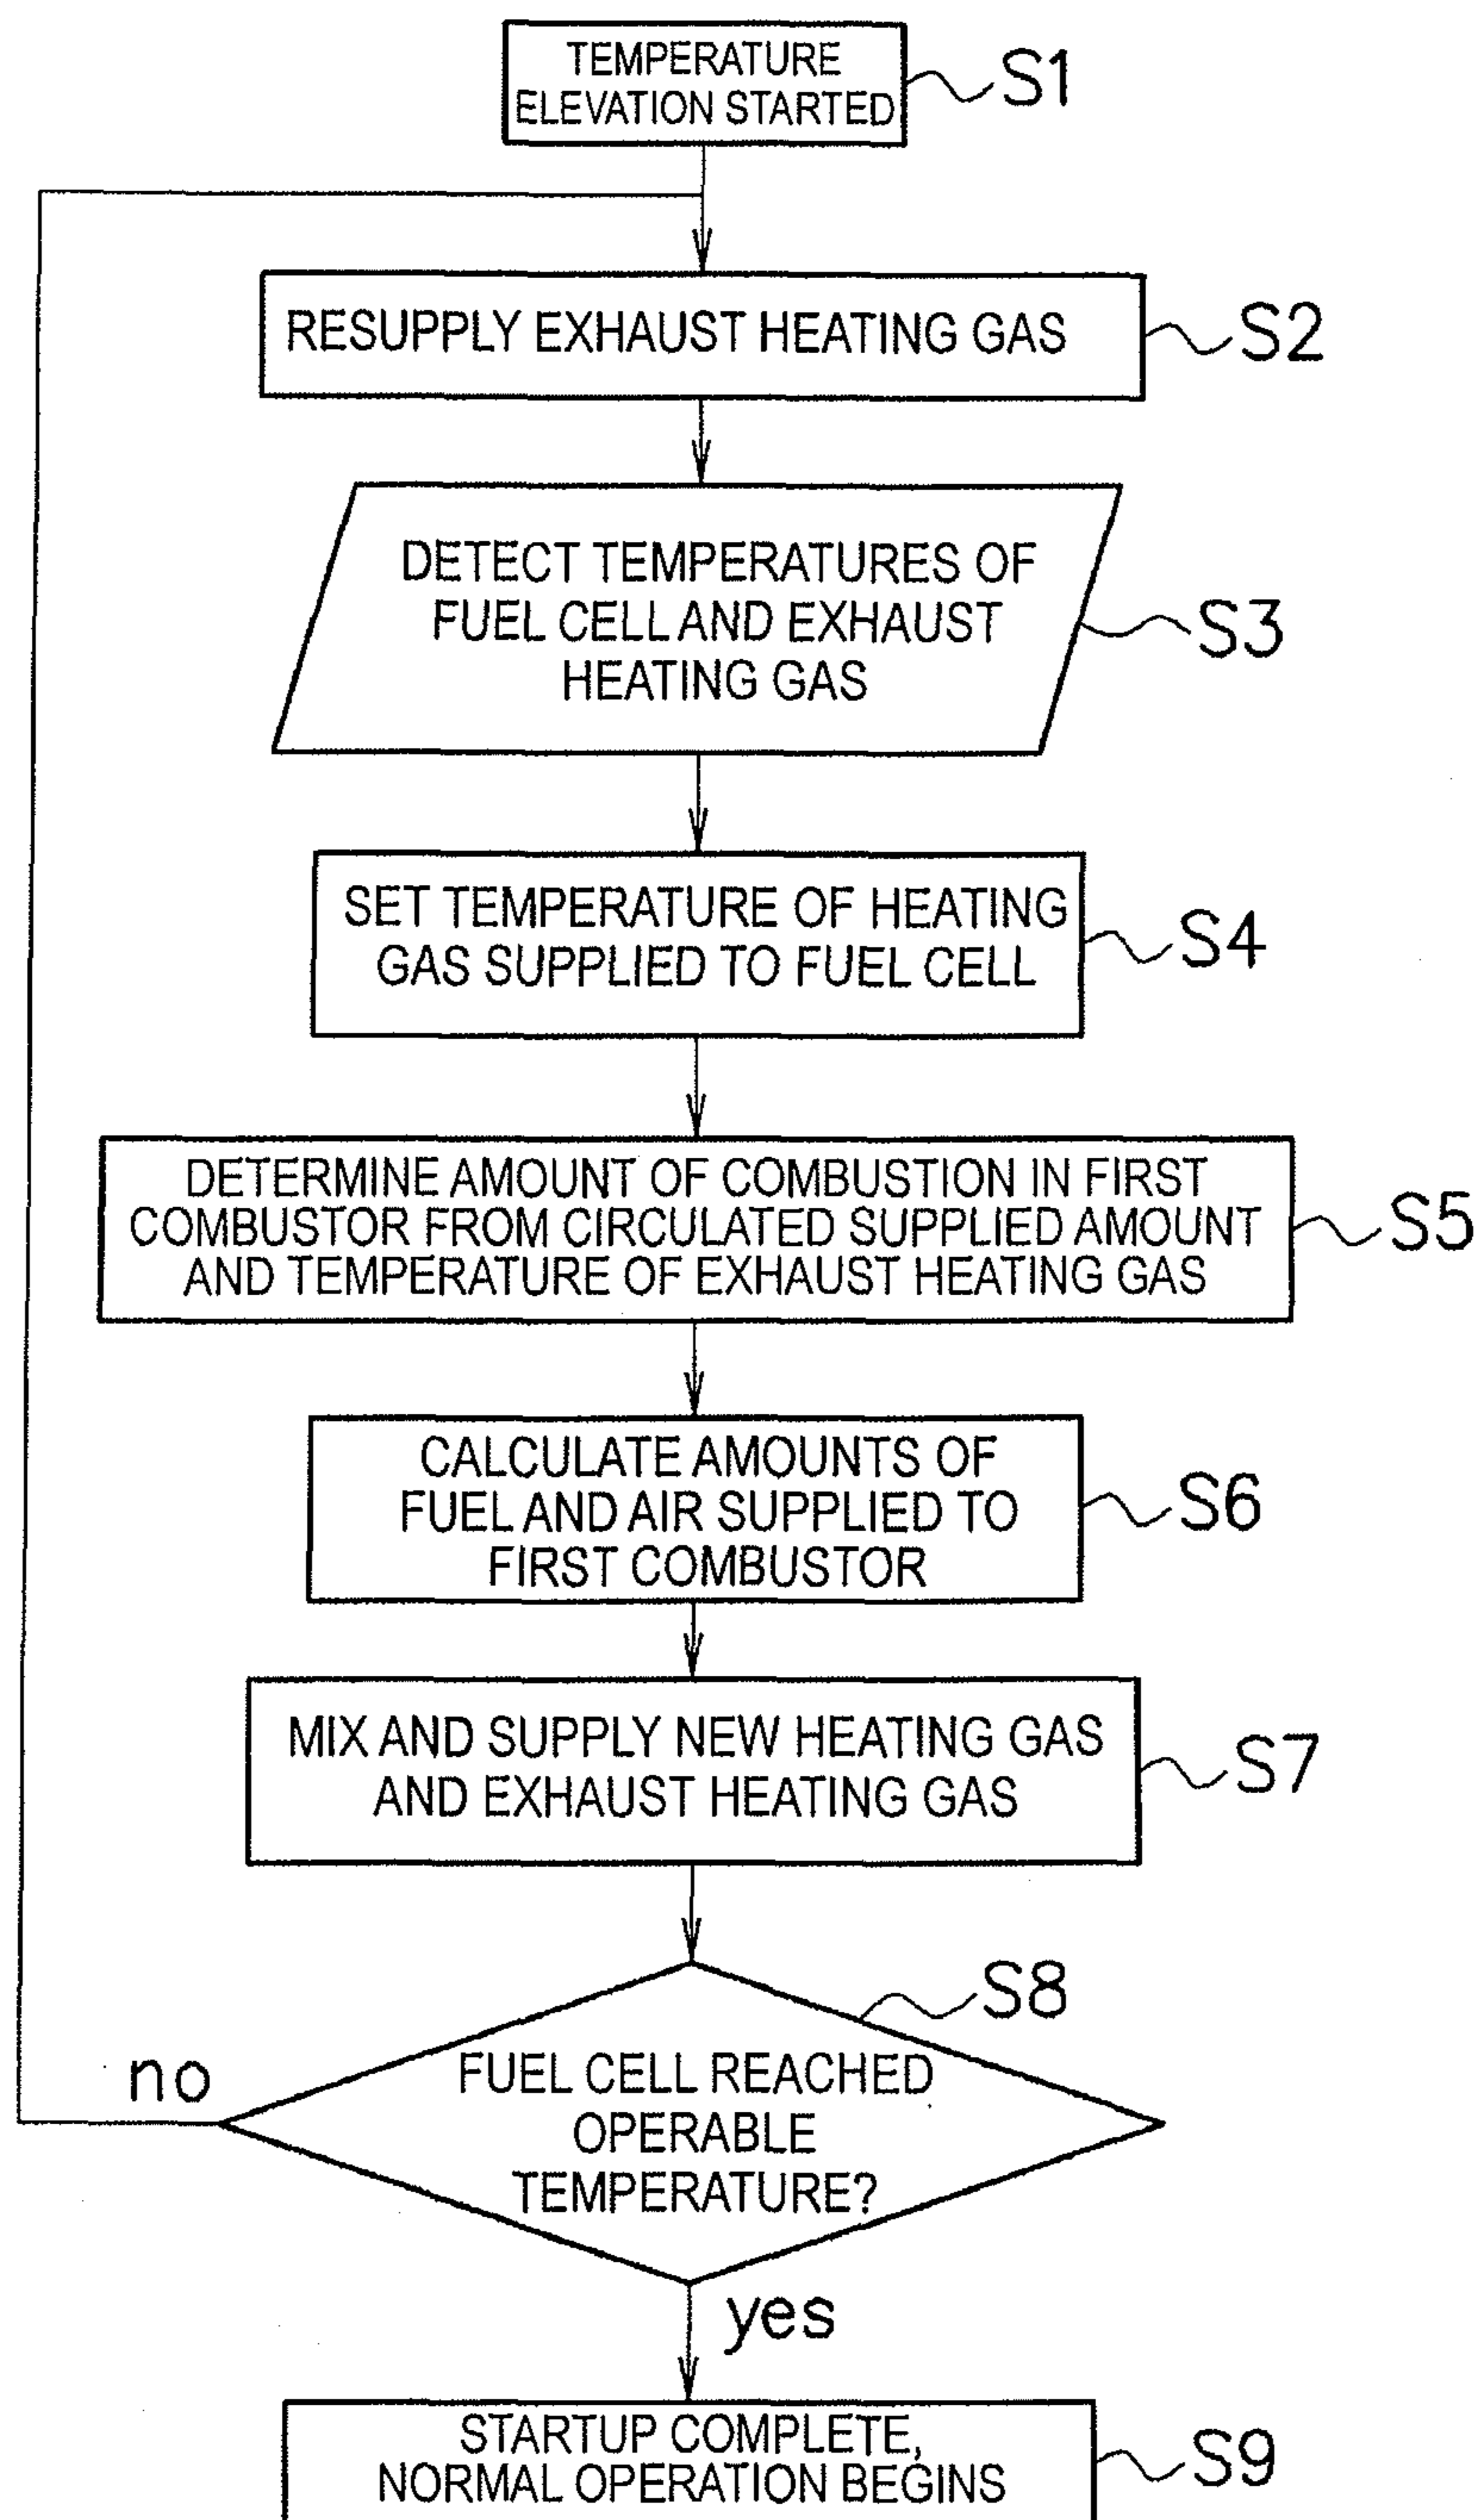 TEMPERATURE
ELEVATION STARTED
S1
RESUPPLY EXHAUST HEATING GAS
S2
DETECT TEMPERATURES OF
FUEL CELL AND EXHAUST
HEATING GAS
S3
SET TEMPERATURE OF HEATING
GAS SUPPLIED TO FUEL CELL
S4
DETERMINE AMOUNT OF COMBUSTION IN FIRST
COMBUSTOR FROM CIRCULATED SUPPLIED AMOUNT
AND TEMPERATURE OF EXHAUST HEATING GAS
S5
CALCULATE AMOUNTS OF
FUEL AND AIR SUPPLIED TO
FIRST COMBUSTOR
S6
MIX AND SUPPLY NEW HEATING GAS
AND EXHAUST HEATING GAS
S7
S8
no
FUEL CELL REACHED
OPERABLE
TEMPERATURE?
yes
STARTUP COMPLETE,
NORMAL OPERATION BEGINS
S9